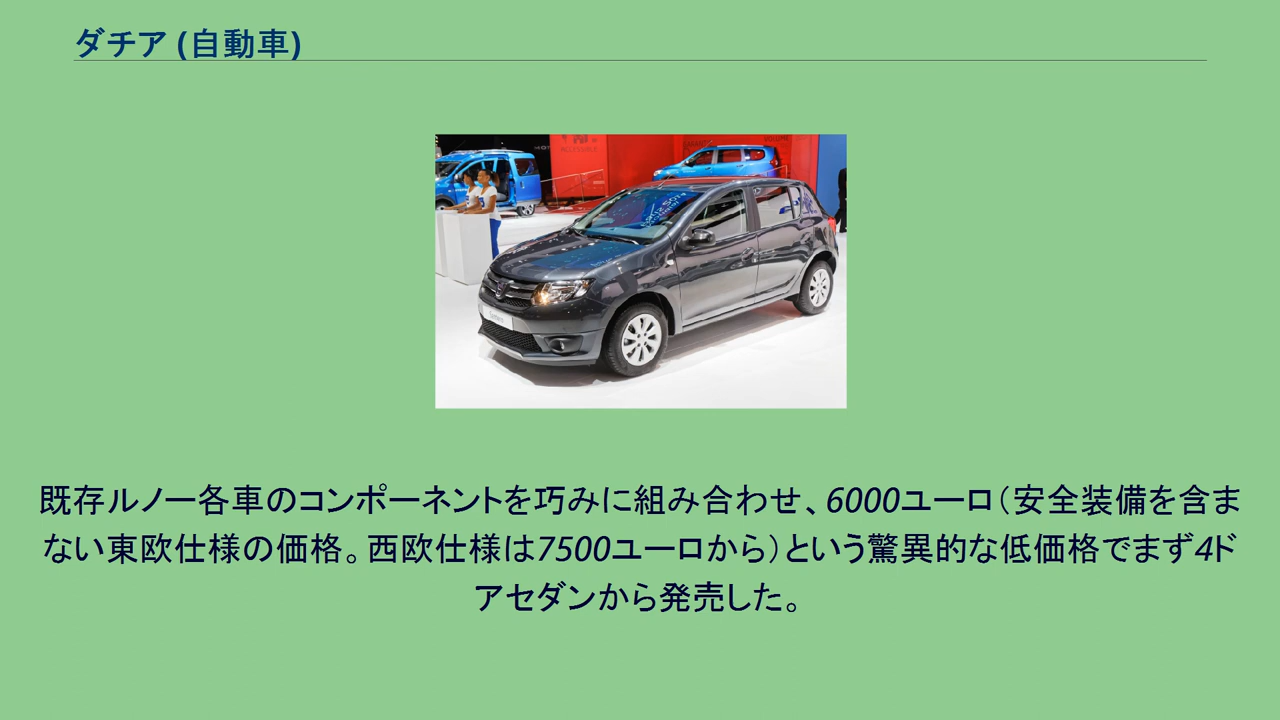 ダチア (自動車)
既存ルノー各車のコンポーネントを巧みに組み合わせ、6000ユーロ（安全装備を含ま
ない東欧仕様の価格。西欧仕様は7500ユーロから）という驚異的な低価格でまず4ド
アセダンから発売した。